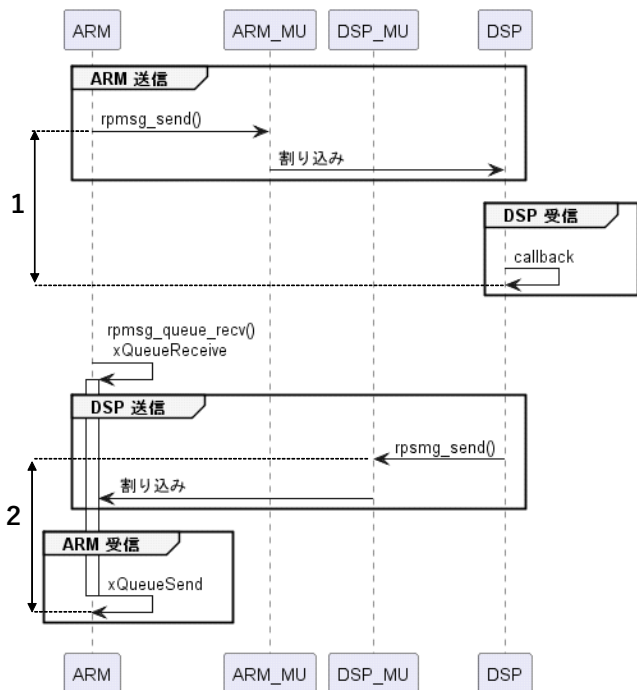 ARM
ARM_MU
DSP_MU
DSP
ARM 送信
rpmsg_send()
割り込み
1
DSP 受信
callback
rpmsg_queue_recv()
xQueueReceive
DSP 送信
rpsmg_send()
割り込み
2
ARM 受信
xQueueSend
ARM
ARM_MU
DSP_MU
DSP